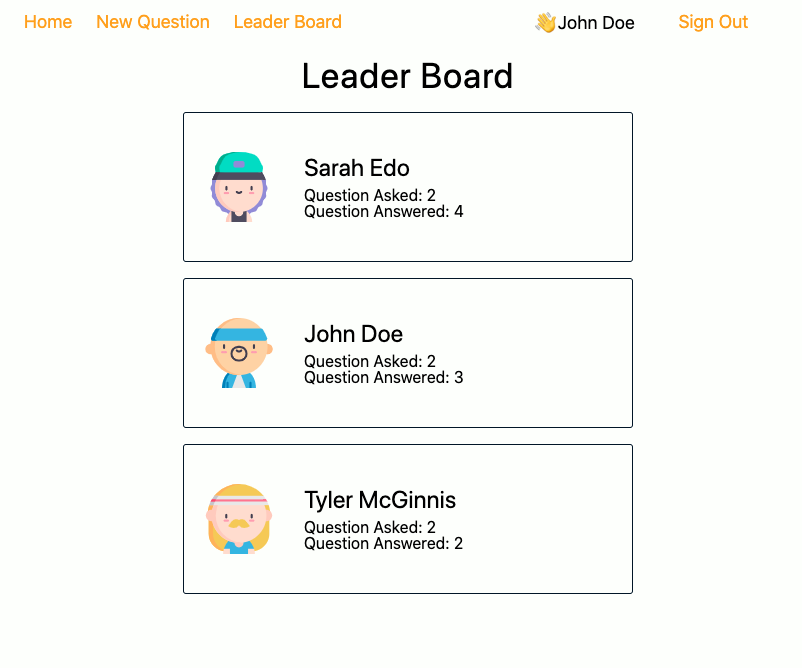 Home New Question Leader Board 👋John Doe Sign Out
Leader Board
Sarah Edo
Question Asked: 2
Question Answered: 4
John Doe
Question Asked: 2
Question Answered: 3
Tyler McGinnis
Question Asked: 2
Question Answered: 2